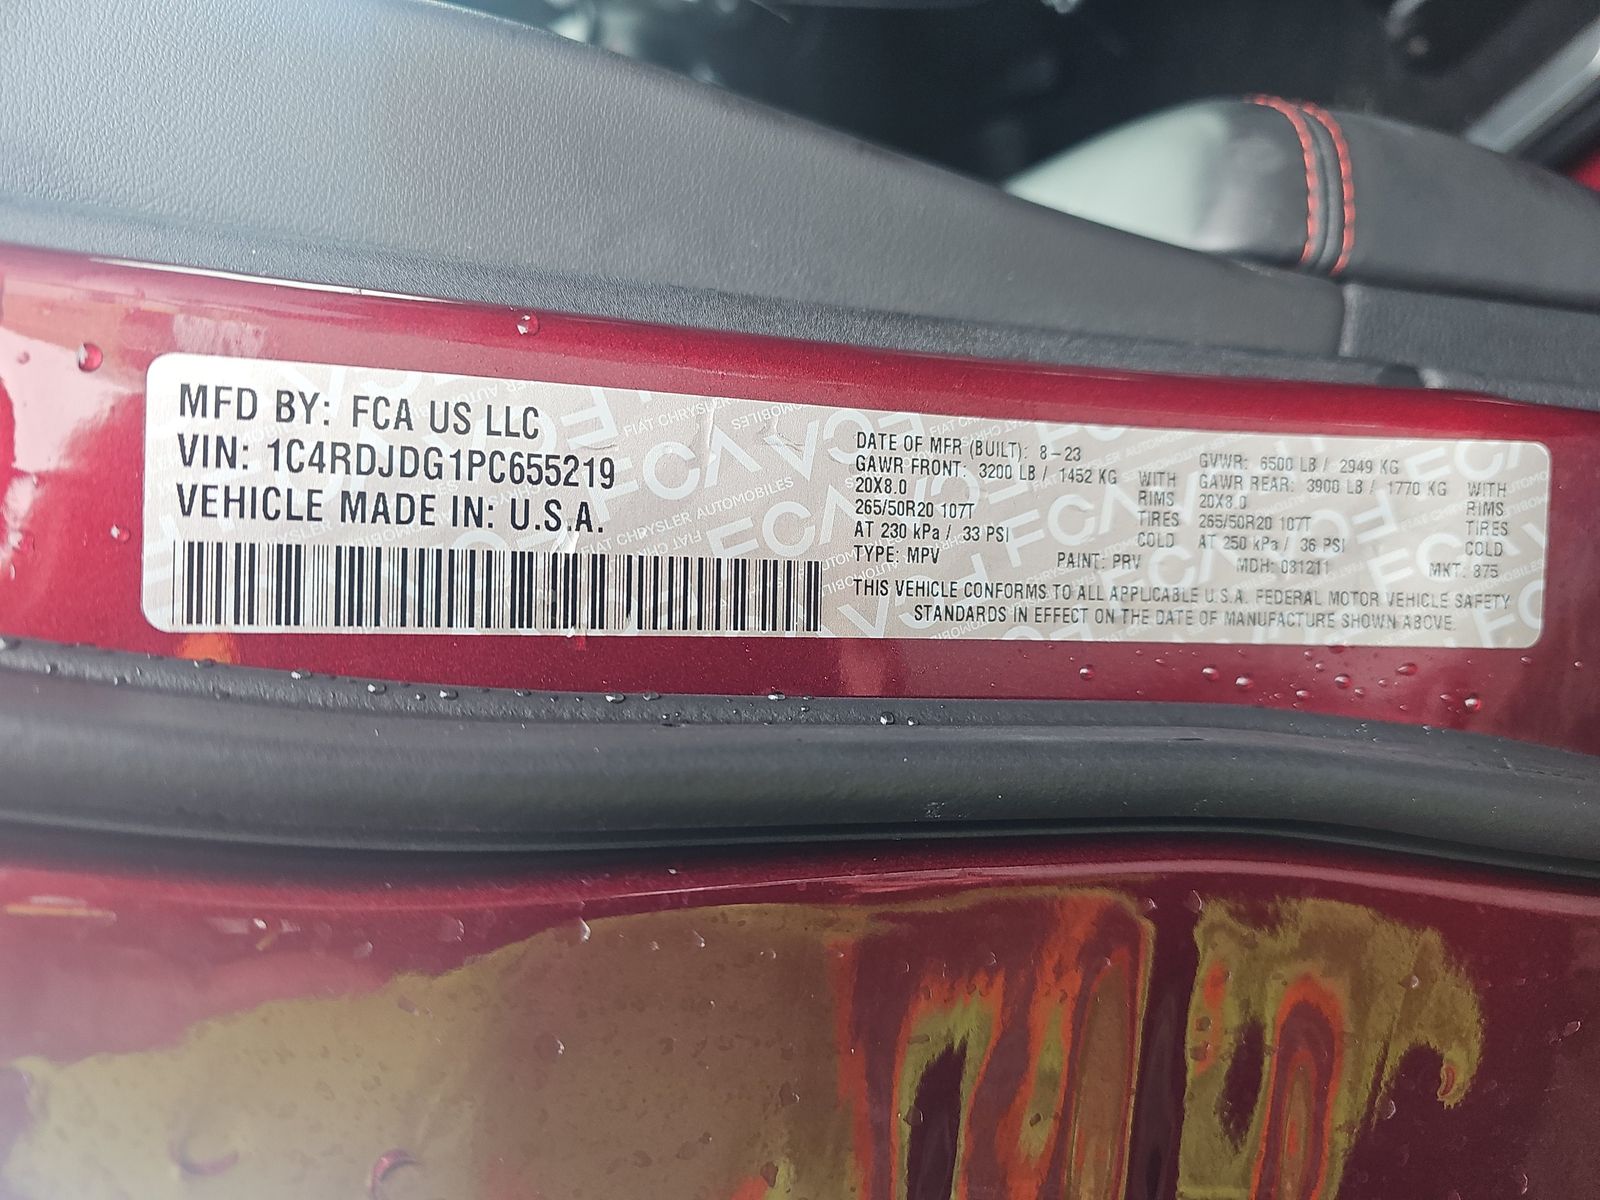 MFD BY: FCA US LLC
VIN: 1C4RDJDG1PC655219
VEHICLE MADE IN: U.S.A.
DATE OF MFR (BUILT): 8-23
GAWR FRONT: 3200 LB / 1452 KG WITH
20X8.0 RIMS
265/50R20 107T TIRES
AT 230 kPa / 33 PSI COLD
GVWR: 6500 LB / 2949 KG
GAWR REAR: 3900 LB / 1770 KG WITH
20X8.0 RIMS
265/50R20 107T TIRES
AT 250 kPa / 36 PSI COLD
TYPE: MPV PAINT: PRV MDH: 081211 MKT: 875
THIS VEHICLE CONFORMS TO ALL APPLICABLE U.S.A. FEDERAL MOTOR VEHICLE SAFETY
STANDARDS IN EFFECT ON THE DATE OF MANUFACTURE SHOWN ABOVE.